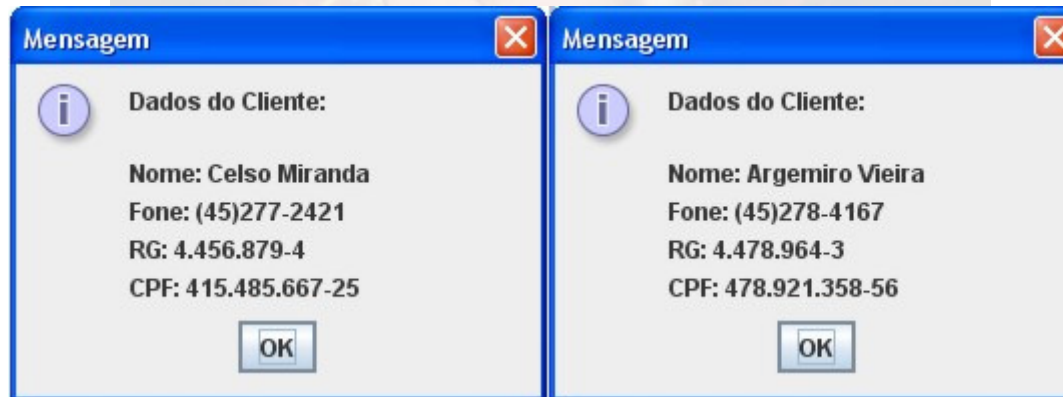 Mensagem
Dados do Cliente:
Nome: Celso Miranda
Fone: (45)277-2421
RG: 4.456.879-4
CPF: 415.485.667-25
OK
Mensagem
Dados do Cliente:
Nome: Argemiro Vieira
Fone: (45)278-4167
RG: 4.478.964-3
CPF: 478.921.358-56
OK